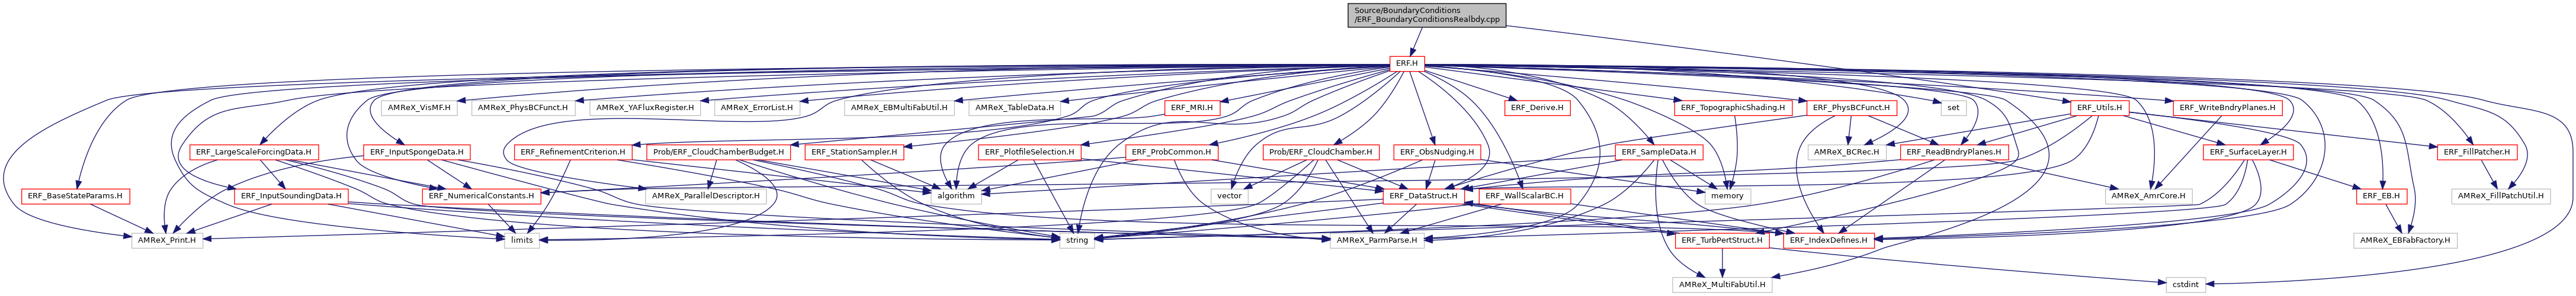 Source/BoundaryConditions
/ERF_BoundaryConditionsRealbdy.cpp
ERF.H
AMReX_VisMF.H
AMReX_PhysBCFunct.H
AMReX_YAFluxRegister.H
AMReX_ErrorList.H
AMReX_EBMultiFabUtil.H
AMReX_TableData.H
ERF_MRI.H
ERF_Derive.H
ERF_TopographicShading.H
ERF_PhysBCFunct.H
set
ERF_Utils.H
ERF_WriteBndryPlanes.H
ERF_LargeScaleForcingData.H
ERF_InputSpongeData.H
ERF_RefinementCriterion.H
Prob/ERF_CloudChamberBudget.H
ERF_StationSampler.H
ERF_PlotfileSelection.H
ERF_ProbCommon.H
Prob/ERF_CloudChamber.H
ERF_ObsNudging.H
ERF_SampleData.H
AMReX_BCRec.H
ERF_ReadBndryPlanes.H
ERF_SurfaceLayer.H
ERF_FillPatcher.H
ERF_BaseStateParams.H
ERF_InputSoundingData.H
ERF_NumericalConstants.H
AMReX_ParallelDescriptor.H
algorithm
vector
ERF_DataStruct.H
ERF_WallScalarBC.H
memory
AMReX_AmrCore.H
ERF_EB.H
AMReX_FillPatchUtil.H
AMReX_Print.H
limits
string
AMReX_ParmParse.H
ERF_TurbPertStruct.H
ERF_IndexDefines.H
AMReX_EBFabFactory.H
AMReX_MultiFabUtil.H
cstdint